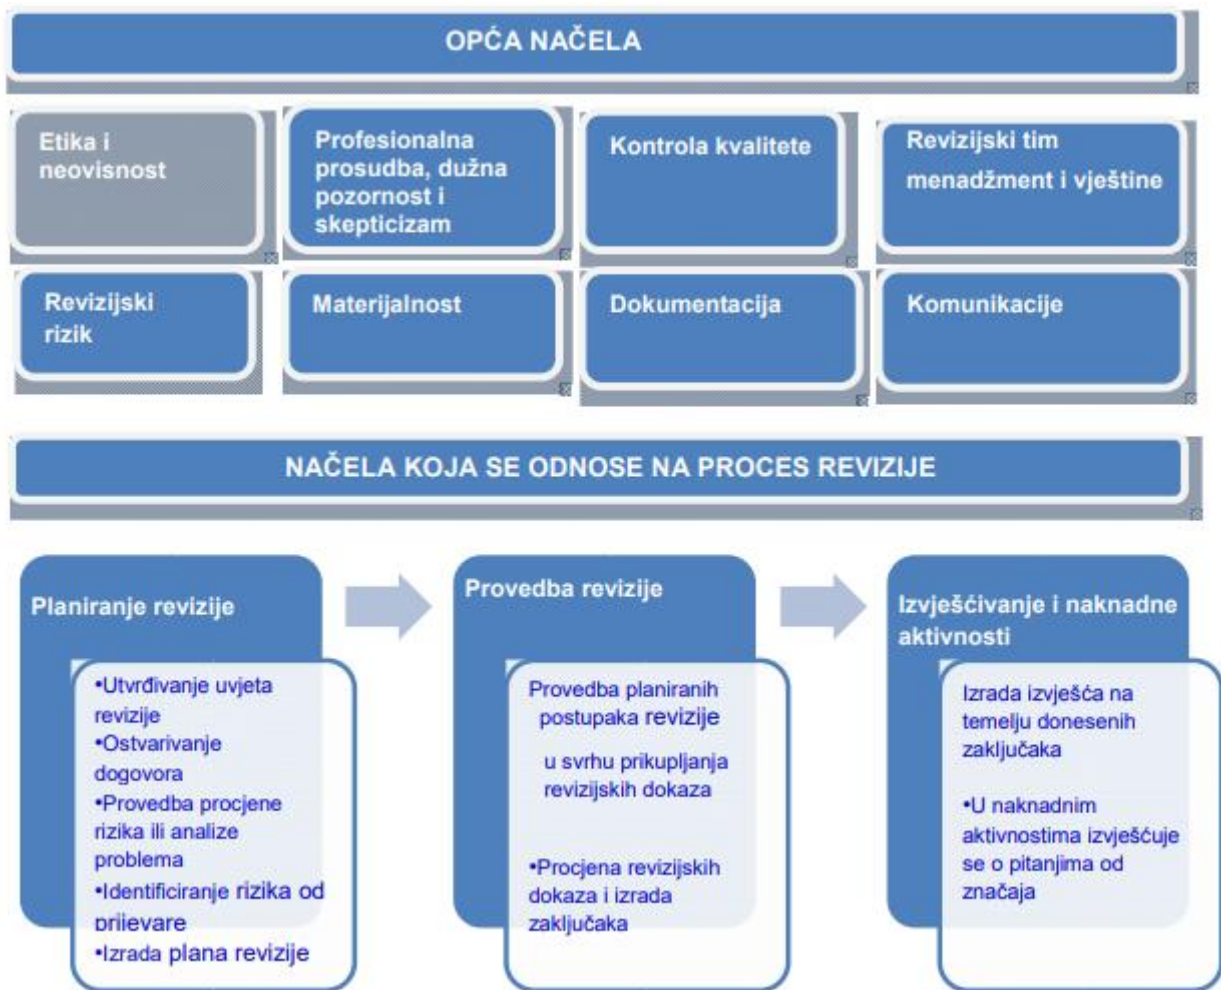 OPĆA NAČELA
Etika i
neovisnost
Profesionalna
prosudba, dužna
pozornost i
skepticizam
Kontrola kvalitete
Revizijski tim
menadžment i vještine
Revizijski
rizik
Materijalnost
Dokumentacija
Komunikacije
NAČELA KOJA SE ODNOSE NA PROCES REVIZIJE
Planiranje revizije
•Utvrđivanje uvjeta
revizije
•Ostvarivanje
dogovora
•Provedba procjene
rizika ili analize
problema
•Identificiranje rizika od
prijevare
•Izrada plana revizije
Provedba revizije
Provedba planiranih
postupaka revizije
u svrhu prikupljanja
revizijskih dokaza
•Procjena revizijskih
dokaza i izrada
zaključaka
Izvješćivanje i naknadne
aktivnosti
Izrada izvješća na
temelju donesenih
zaključaka
•U naknadnim
aktivnostima izvješćuje
se o pitanjima od
značaja